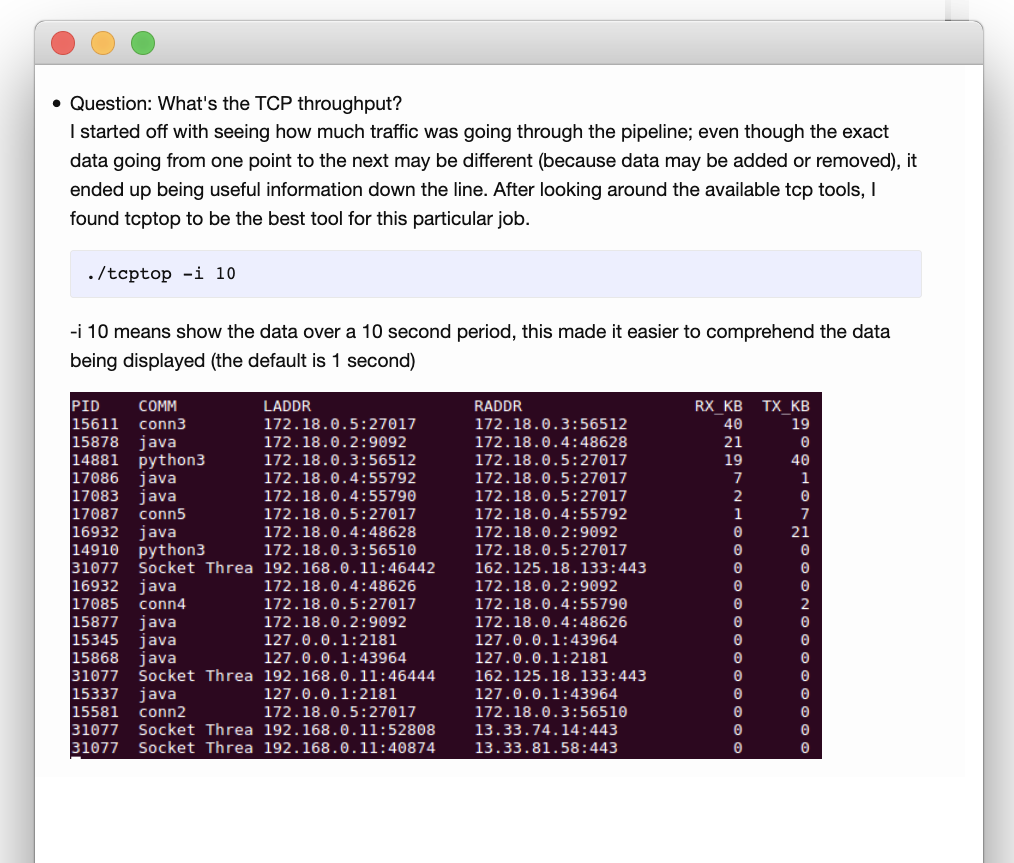 • Question: What's the TCP throughput?
I started off with seeing how much traffic was going through the pipeline; even though the exact
data going from one point to the next may be different (because data may be added or removed), it
ended up being useful information down the line. After looking around the available tcp tools, I
found tcptop to be the best tool for this particular job.
./tcptop -i 10
-i 10 means show the data over a 10 second period, this made it easier to comprehend the data
being displayed (the default is 1 second)
PID COMM LADDR RADDR RX_KB TX_KB
15611 conn3 172.18.0.5:27017 172.18.0.3:56512 40 19
15878 java 172.18.0.2:9092 172.18.0.4:48628 21 0
14881 python3 172.18.0.3:56512 172.18.0.5:27017 19 40
17086 java 172.18.0.4:55792 172.18.0.5:27017 7 1
17083 java 172.18.0.4:55790 172.18.0.5:27017 2 0
17087 conn5 172.18.0.5:27017 172.18.0.4:55792 1 7
16932 java 172.18.0.4:48628 172.18.0.2:9092 0 21
14910 python3 172.18.0.3:56510 172.18.0.5:27017 0 0
31077 Socket Threa 192.168.0.11:46442 162.125.18.133:443 0 0
16932 java 172.18.0.4:48626 172.18.0.2:9092 0 0
17085 conn4 172.18.0.5:27017 172.18.0.4:55790 0 2
15877 java 172.18.0.2:9092 172.18.0.4:48626 0 0
15345 java 127.0.0.1:2181 127.0.0.1:43964 0 0
15868 java 127.0.0.1:43964 127.0.0.1:2181 0 0
31077 Socket Threa 192.168.0.11:46444 162.125.18.133:443 0 0
15337 java 127.0.0.1:2181 127.0.0.1:43964 0 0
15581 conn2 172.18.0.5:27017 172.18.0.3:56510 0 0
31077 Socket Threa 192.168.0.11:52808 13.33.74.14:443 0 0
31077 Socket Threa 192.168.0.11:40874 13.33.81.58:443 0 0